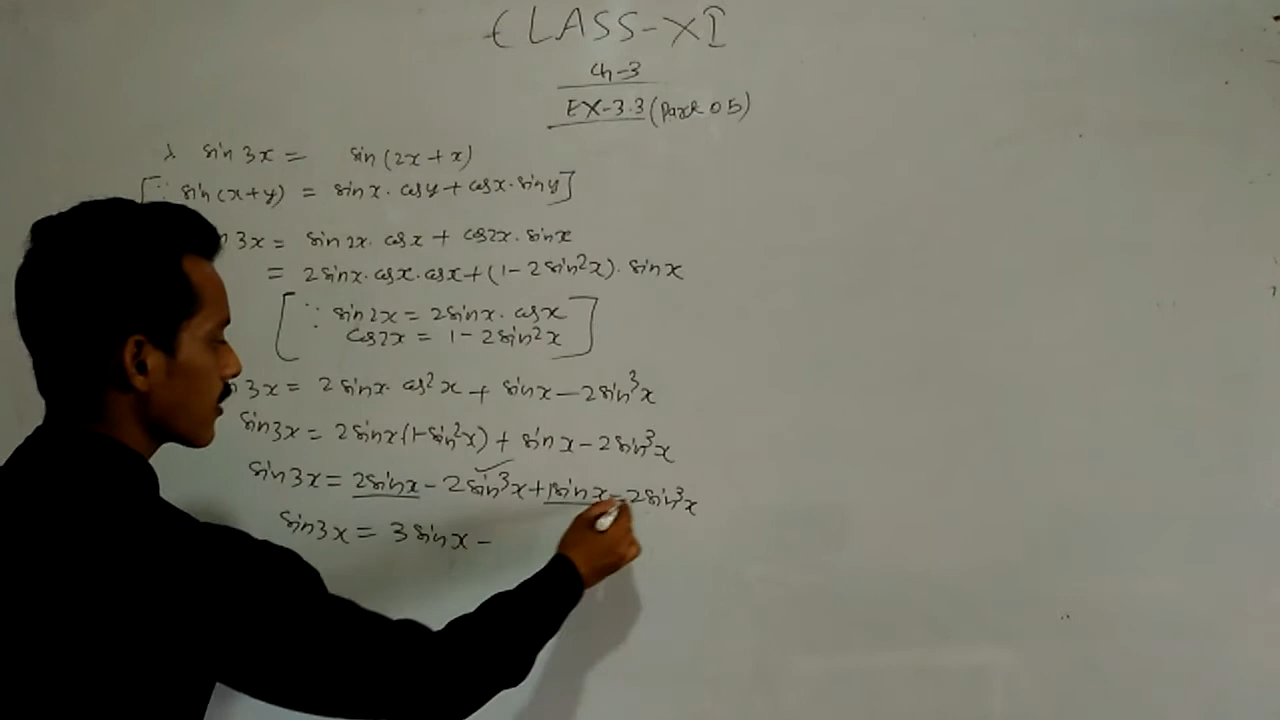 CLASS-XI
Ch-3
EX-3.3 (Part 05)
sin 3x = sin (2x + x)
[∵ sin (x+y) = sin x. cos y + cos x. sin y]
3x = sin 2x. cos x + cos 2x. sin x
= 2 sin x. cos x. cos x + (1 - 2 sin²x). sin x
[∵ sin 2x = 2 sin x. cos x
cos 2x = 1 - 2 sin²x]
3x = 2 sin x. cos²x + sin x - 2 sin³x
sin 3x = 2 sin x (1 - sin²x) + sin x - 2 sin³x
sin 3x = 2 sin x - 2 sin³x + 1 sin x - 2 sin³x
sin 3x = 3 sin x -